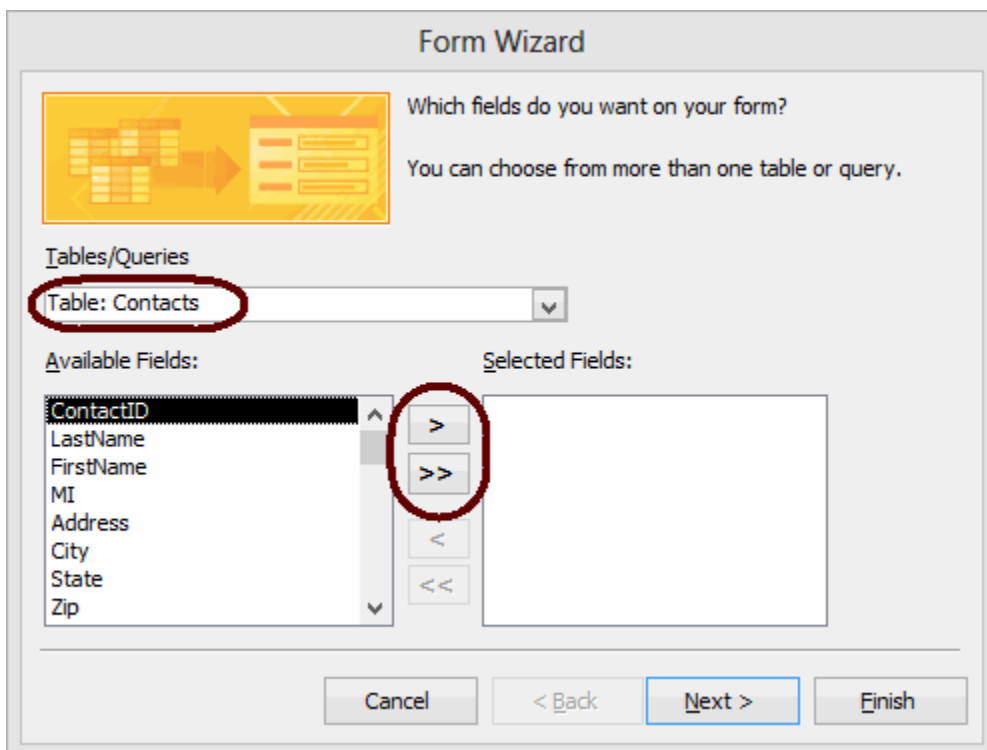 Form Wizard
Which fields do you want on your form?
You can choose from more than one table or query.
Tables/Queries
Table: Contacts
Available Fields:
Selected Fields:
ContactID
LastName
FirstName
MI
Address
City
State
Zip
>
>>
<
<<
Cancel
< Back
Next >
Finish